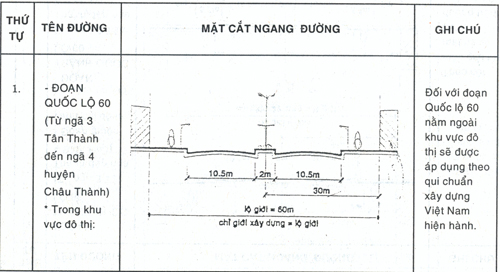 THỨ TỰ
TÊN ĐƯỜNG
MẶT CẮT NGANG ĐƯỜNG
GHI CHÚ
1.
- ĐOẠN
QUỐC LỘ 60
(Từ ngã 3
Tân Thành
đến ngã 4
huyện
Châu Thành)
* Trong khu
vực đô thị:
10.5m
2m
10.5m
30m
lộ giới = 60m
chỉ giới xây dựng = lộ giới
Đối với đoạn
Quốc lộ 60
nằm ngoài
khu vực đô
thị sẽ được
áp dụng theo
qui chuẩn
xây dựng
Việt Nam
hiện hành.